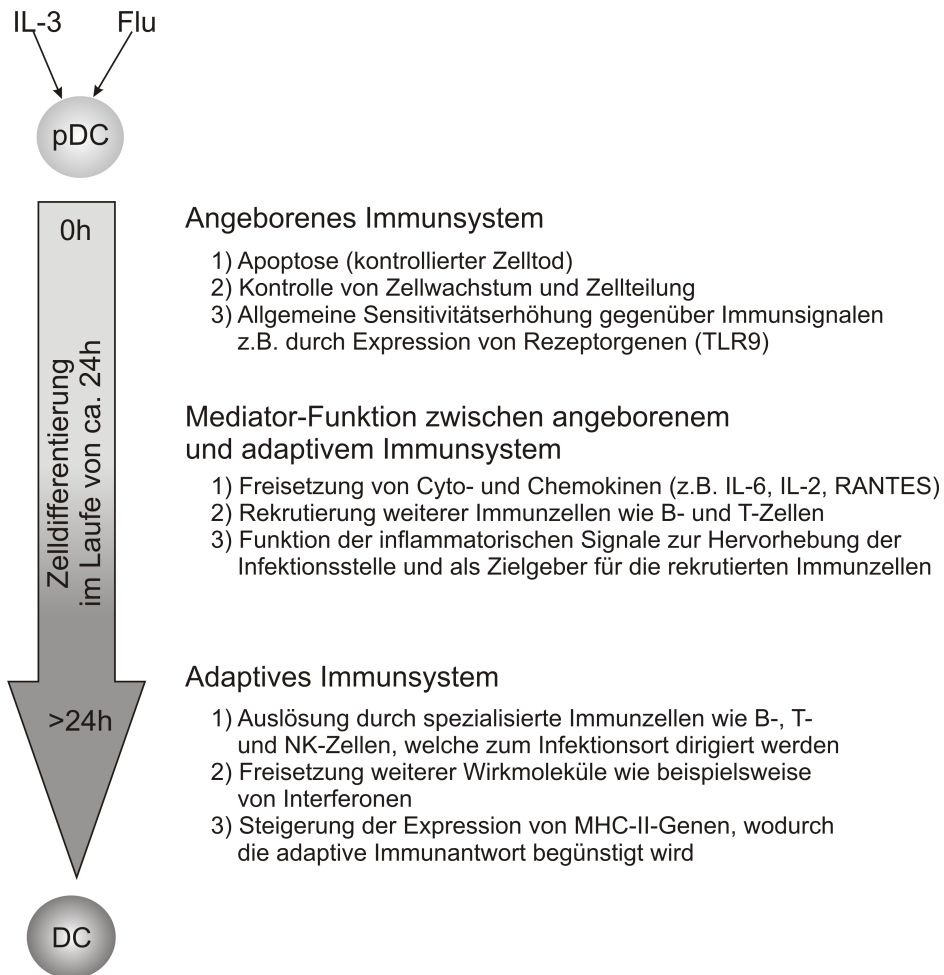 IL-3 Flu
pDC
0h
Zelldifferentierung
im Laufe von ca. 24h
>24h
DC
Angeborenes Immunsystem
1) Apoptose (kontrollierter Zelltod)
2) Kontrolle von Zellwachstum und Zellteilung
3) Allgemeine Sensitivitätserhöhung gegenüber Immunsignalen
z.B. durch Expression von Rezeptorgenen (TLR9)
Mediator-Funktion zwischen angeborenem
und adaptivem Immunsystem
1) Freisetzung von Cyto- und Chemokinen (z.B. IL-6, IL-2, RANTES)
2) Rekrutierung weiterer Immunzellen wie B- und T-Zellen
3) Funktion der inflammatorischen Signale zur Hervorhebung der
Infektionsstelle und als Zielgeber für die rekrutierten Immunzellen
Adaptives Immunsystem
1) Auslösung durch spezialisierte Immunzellen wie B-, T-
und NK-Zellen, welche zum Infektionsort dirigiert werden
2) Freisetzung weiterer Wirkmoleküle wie beispielsweise
von Interferonen
3) Steigerung der Expression von MHC-II-Genen, wodurch
die adaptive Immunantwort begünstigt wird